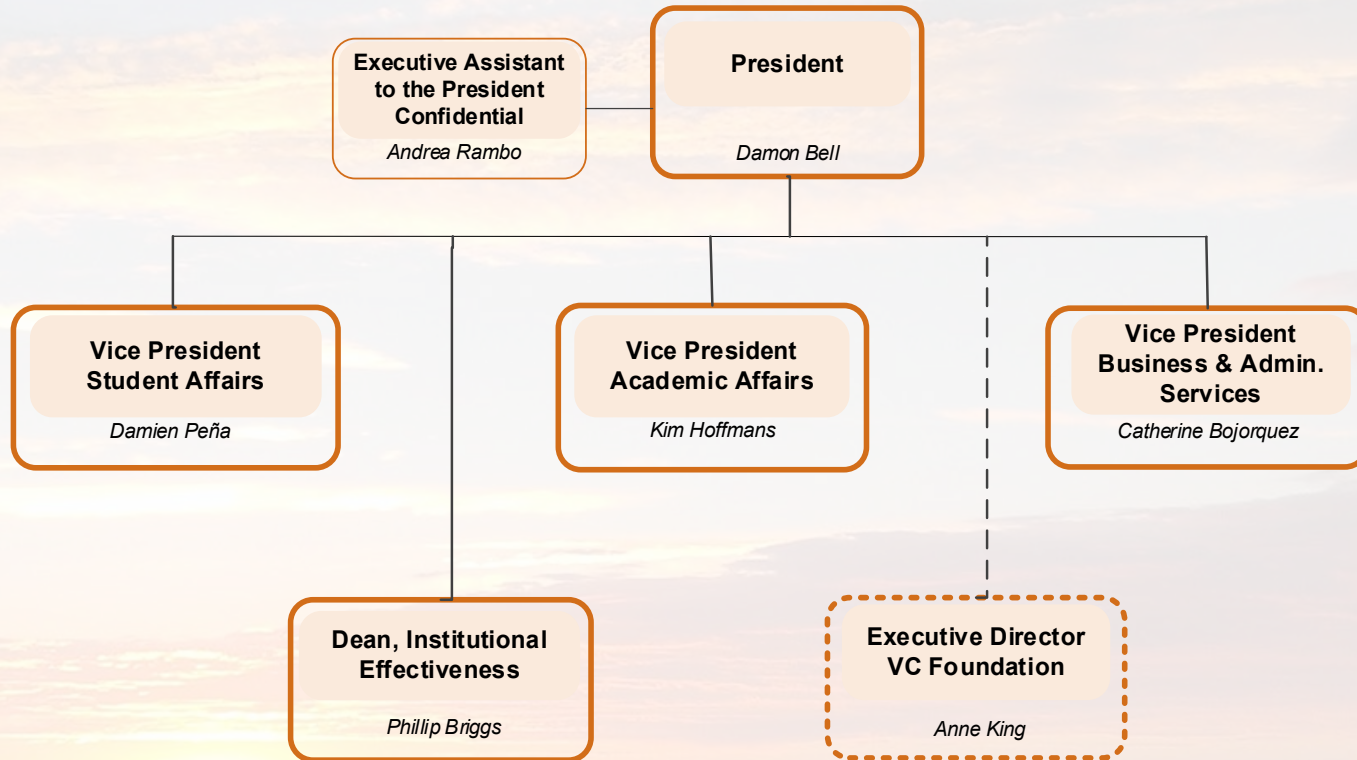 Executive Assistant
to the President
Confidential
Andrea Rambo
President
Damon Bell
Vice President
Student Affairs
Damien Peña
Vice President
Academic Affairs
Kim Hoffmans
Vice President
Business & Admin.
Services
Catherine Bojorquez
Dean, Institutional
Effectiveness
Phillip Briggs
Executive Director
VC Foundation
Anne King